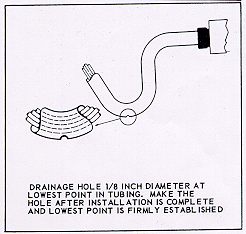 DRAINAGE HOLE 1/8 INCH DIAMETER AT
LOWEST POINT IN TUBING. MAKE THE
HOLE AFTER INSTALLATION IS COMPLETE
AND LOWEST POINT IS FIRMLY ESTABLISHED